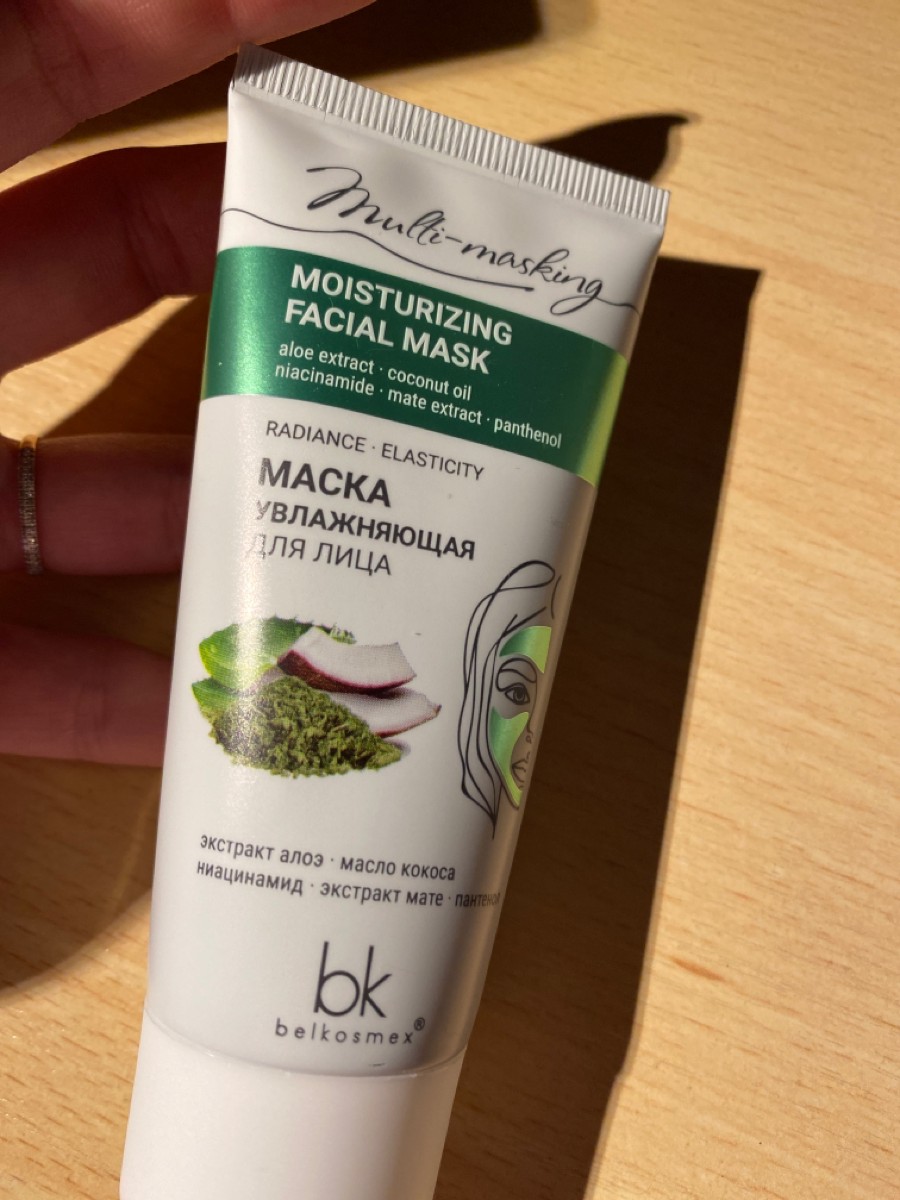 Multi-masking
MOISTURIZING
FACIAL MASK
aloe extract · coconut oil
niacinamide · mate extract · panthenol
RADIANCE · ELASTICITY
МАСКА
УВЛАЖНЯЮЩАЯ
ДЛЯ ЛИЦА
экстракт алоэ · масло кокоса
ниацинамид · экстракт мате · пантенол
bk
belkosmex®